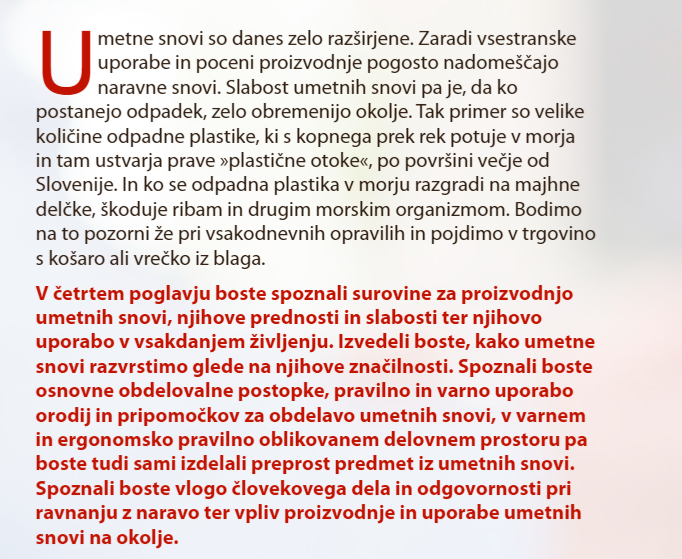 Umetne snovi so danes zelo razširjene. Zaradi vsestranske
uporabe in poceni proizvodnje pogosto nadomeščajo
naravne snovi. Slabost umetnih snovi pa je, da ko
postanejo odpadek, zelo obremenijo okolje. Tak primer so velike
količine odpadne plastike, ki s kopnega prek rek potuje v morja
in tam ustvarja prave »plastične otoke«, po površini večje od
Slovenije. In ko se odpadna plastika v morju razgradi na majhne
delčke, škoduje ribam in drugim morskim organizmom. Bodimo
na to pozorni že pri vsakodnevnih opravilih in pojdimo v trgovino
s košaro ali vrečko iz blaga.
V četrtem poglavju boste spoznali surovine za proizvodnjo
umetnih snovi, njihove prednosti in slabosti ter njihovo
uporabo v vsakdanjem življenju. Izvedeli boste, kako umetne
snovi razvrstimo glede na njihove značilnosti. Spoznali boste
osnovne obdelovalne postopke, pravilno in varno uporabo
orodij in pripomočkov za obdelavo umetnih snovi, v varnem
in ergonomsko pravilno oblikovanem delovnem prostoru pa
boste tudi sami izdelali preprost predmet iz umetnih snovi.
Spoznali boste vlogo človekovega dela in odgovornosti pri
ravnanju z naravo ter vpliv proizvodnje in uporabe umetnih
snovi na okolje.